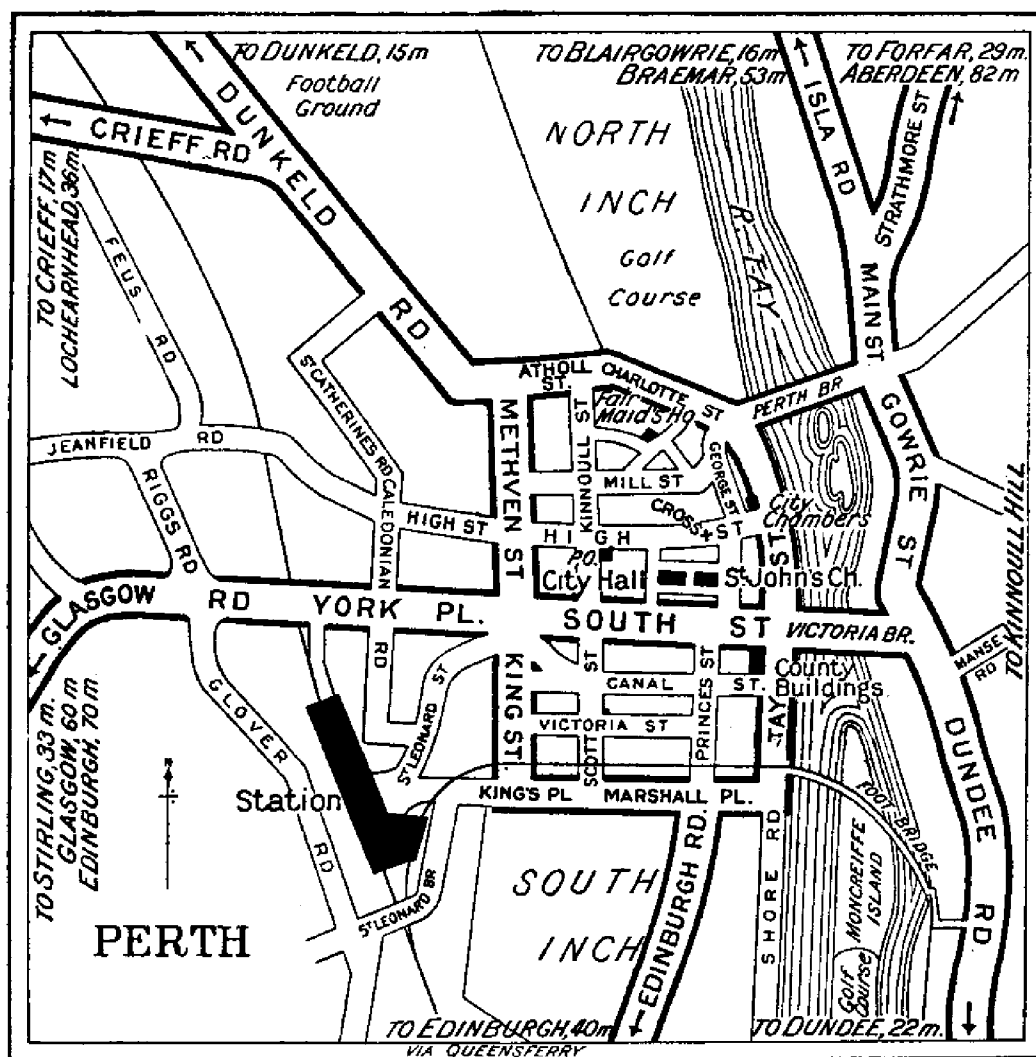 TO DUNKELD, 15m
Football
Ground
TO BLAIRGOWRIE, 16m
BRAEMAR, 53m
TO FORFAR, 29m
ABERDEEN, 82m
DUNKELD
RD.
CRIEFF RD
TO CRIEFF, 17m
LOCHEARNHEAD, 36m
FEUS RD
NORTH
INCH
Golf
Course
R. TAY
ISLA RD
STRATHMORE ST
MAIN ST
ST CATHERINE'S RD
ATHOLL
ST.
CHARLOTTE ST
Fair
Maid's Ho
PERTH BR
GOWRIE ST
JEANFIELD RD
RIGGS RD
CALEDONIAN
RD
METHVEN ST
KINNOULL ST
MILL ST
GEORGE ST
CROSS ST
HIGH ST
HIGH
P.O.
City
Chambers
City Hall
St John's Ch.
TO KINNOULL HILL
GLASGOW RD
YORK PL.
SOUTH ST
VICTORIA BR.
MANSE
RD
GLOVER
RD
ST LEONARD ST
KING ST.
SCOTT
ST
CANAL ST.
PRINCES ST
County
Buildings
VICTORIA ST
TAY
ST.
DUNDEE
RD
TO STIRLING, 33 m.
GLASGOW, 60 m
EDINBURGH, 70 m.
Station
KING'S PL
MARSHALL PL.
FOOT-BRIDGE
MONCREIFFE
ISLAND
Golf
Course
SHORE RD
ST LEONARD BR
SOUTH
INCH
EDINBURGH RD.
PERTH
TO EDINBURGH, 40m
VIA QUEENSFERRY
TO DUNDEE, 22m.